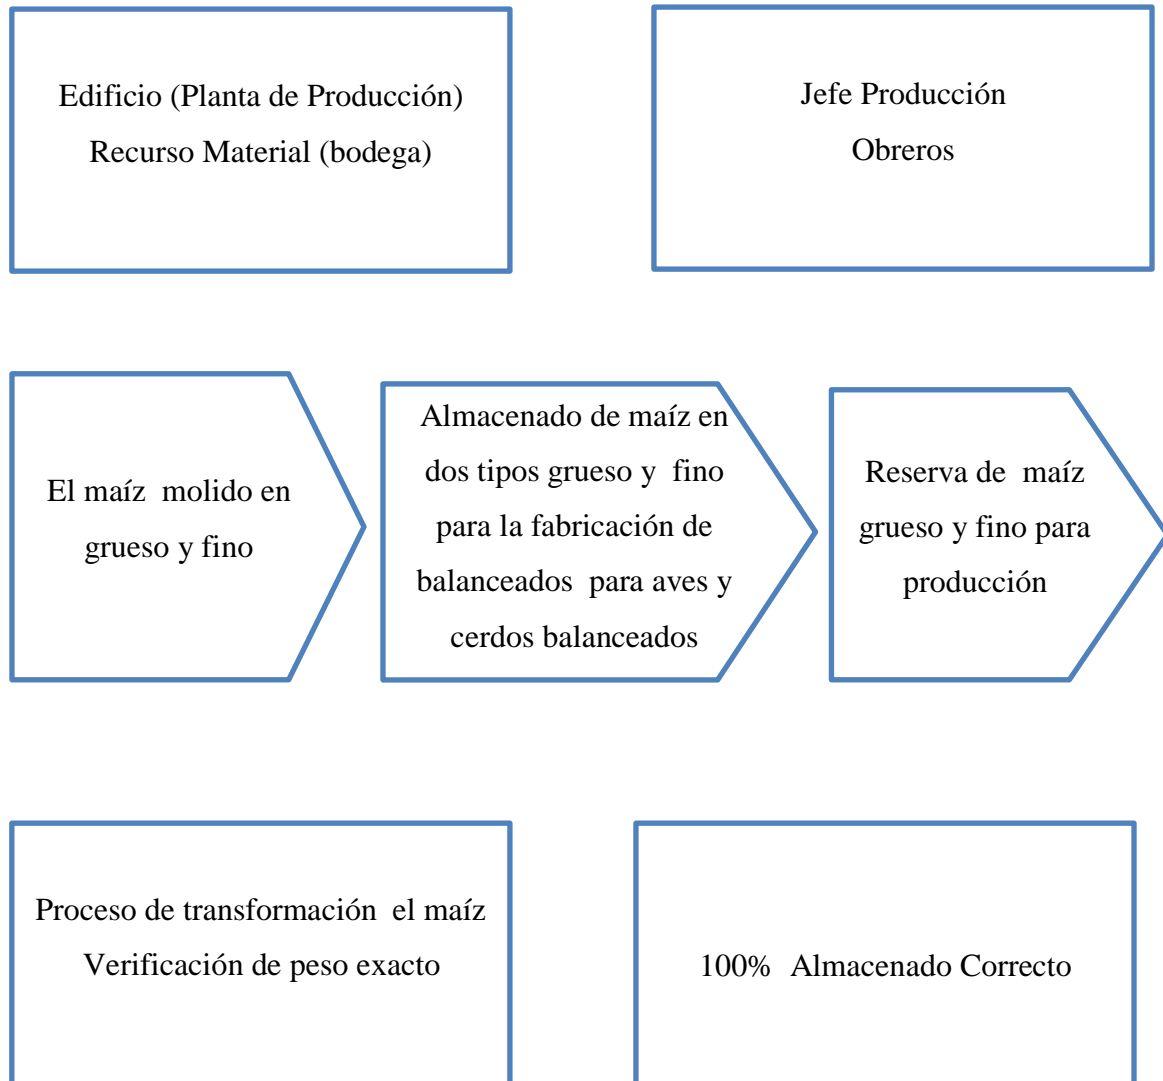 Edificio (Planta de Producción)
Recurso Material (bodega)
Jefe Producción
Obreros
El maíz  molido en
grueso y fino
Almacenado de maíz en
dos tipos grueso y  fino
para la fabricación de
balanceados  para aves y
cerdos balanceados
Reserva de  maíz
grueso y fino para
producción
Proceso de transformación  el maíz
Verificación de peso exacto
100%  Almacenado Correcto